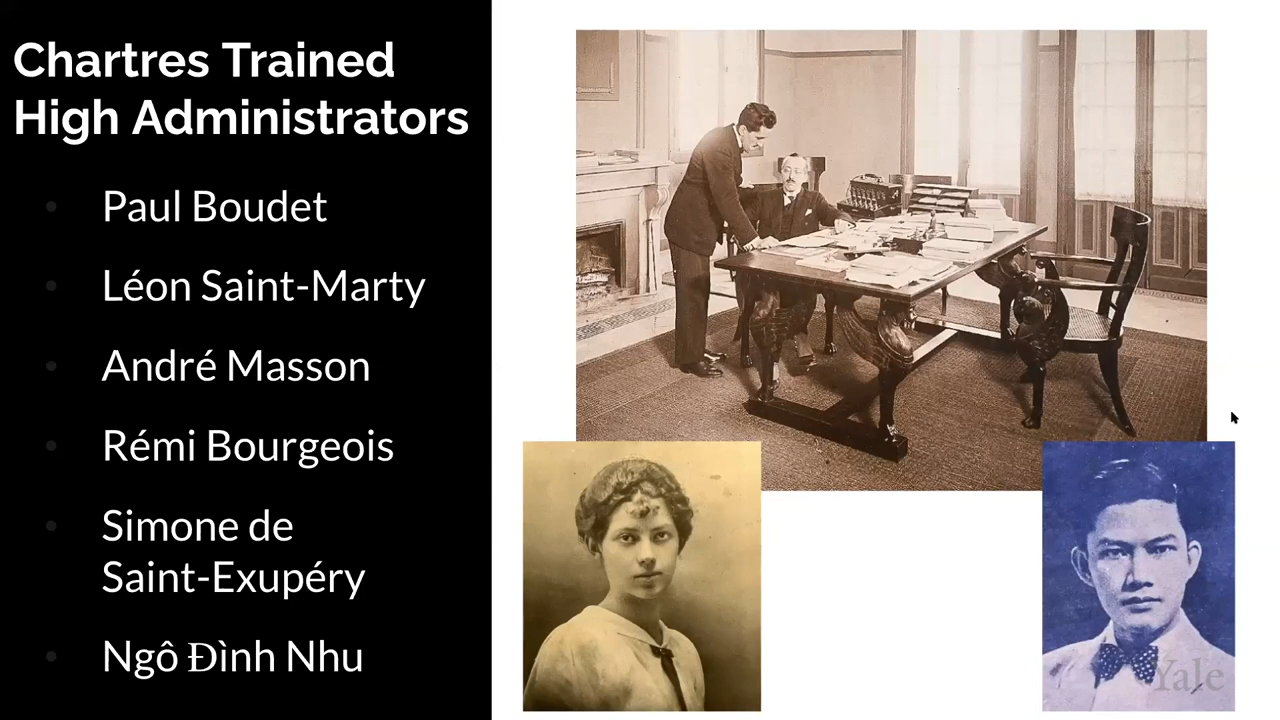 Chartres Trained
High Administrators
Paul Boudet
Léon Saint-Marty
André Masson
Rémi Bourgeois
Simone de
Saint-Exupéry
Ngô Đình Nhu
Yale